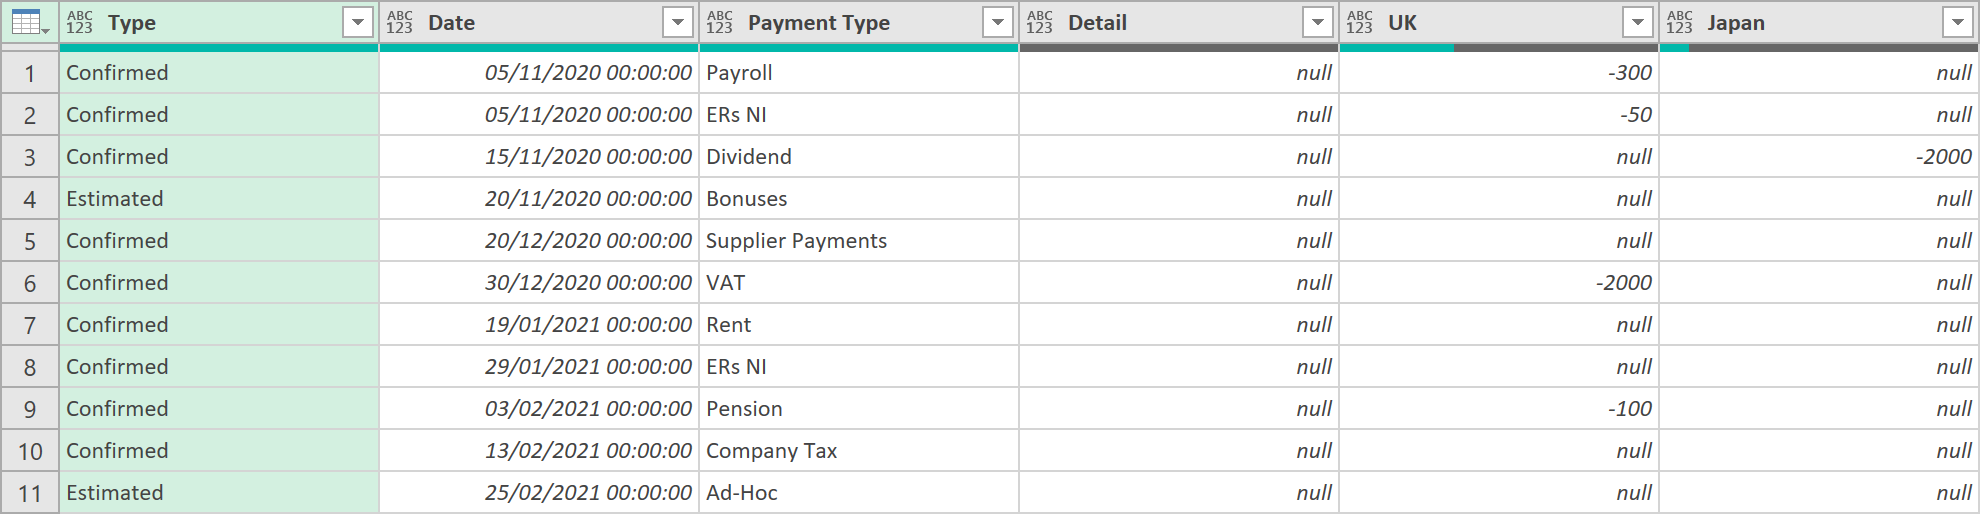 ABC 123 Type ABC 123 Date ABC 123 Payment Type ABC 123 Detail ABC 123 UK ABC 123 Japan
1 Confirmed 05/11/2020 00:00:00 Payroll null -300 null
2 Confirmed 05/11/2020 00:00:00 ERs NI null -50 null
3 Confirmed 15/11/2020 00:00:00 Dividend null null -2000
4 Estimated 20/11/2020 00:00:00 Bonuses null null null
5 Confirmed 20/12/2020 00:00:00 Supplier Payments null null null
6 Confirmed 30/12/2020 00:00:00 VAT null -2000 null
7 Confirmed 19/01/2021 00:00:00 Rent null null null
8 Confirmed 29/01/2021 00:00:00 ERs NI null null null
9 Confirmed 03/02/2021 00:00:00 Pension null -100 null
10 Confirmed 13/02/2021 00:00:00 Company Tax null null null
11 Estimated 25/02/2021 00:00:00 Ad-Hoc null null null